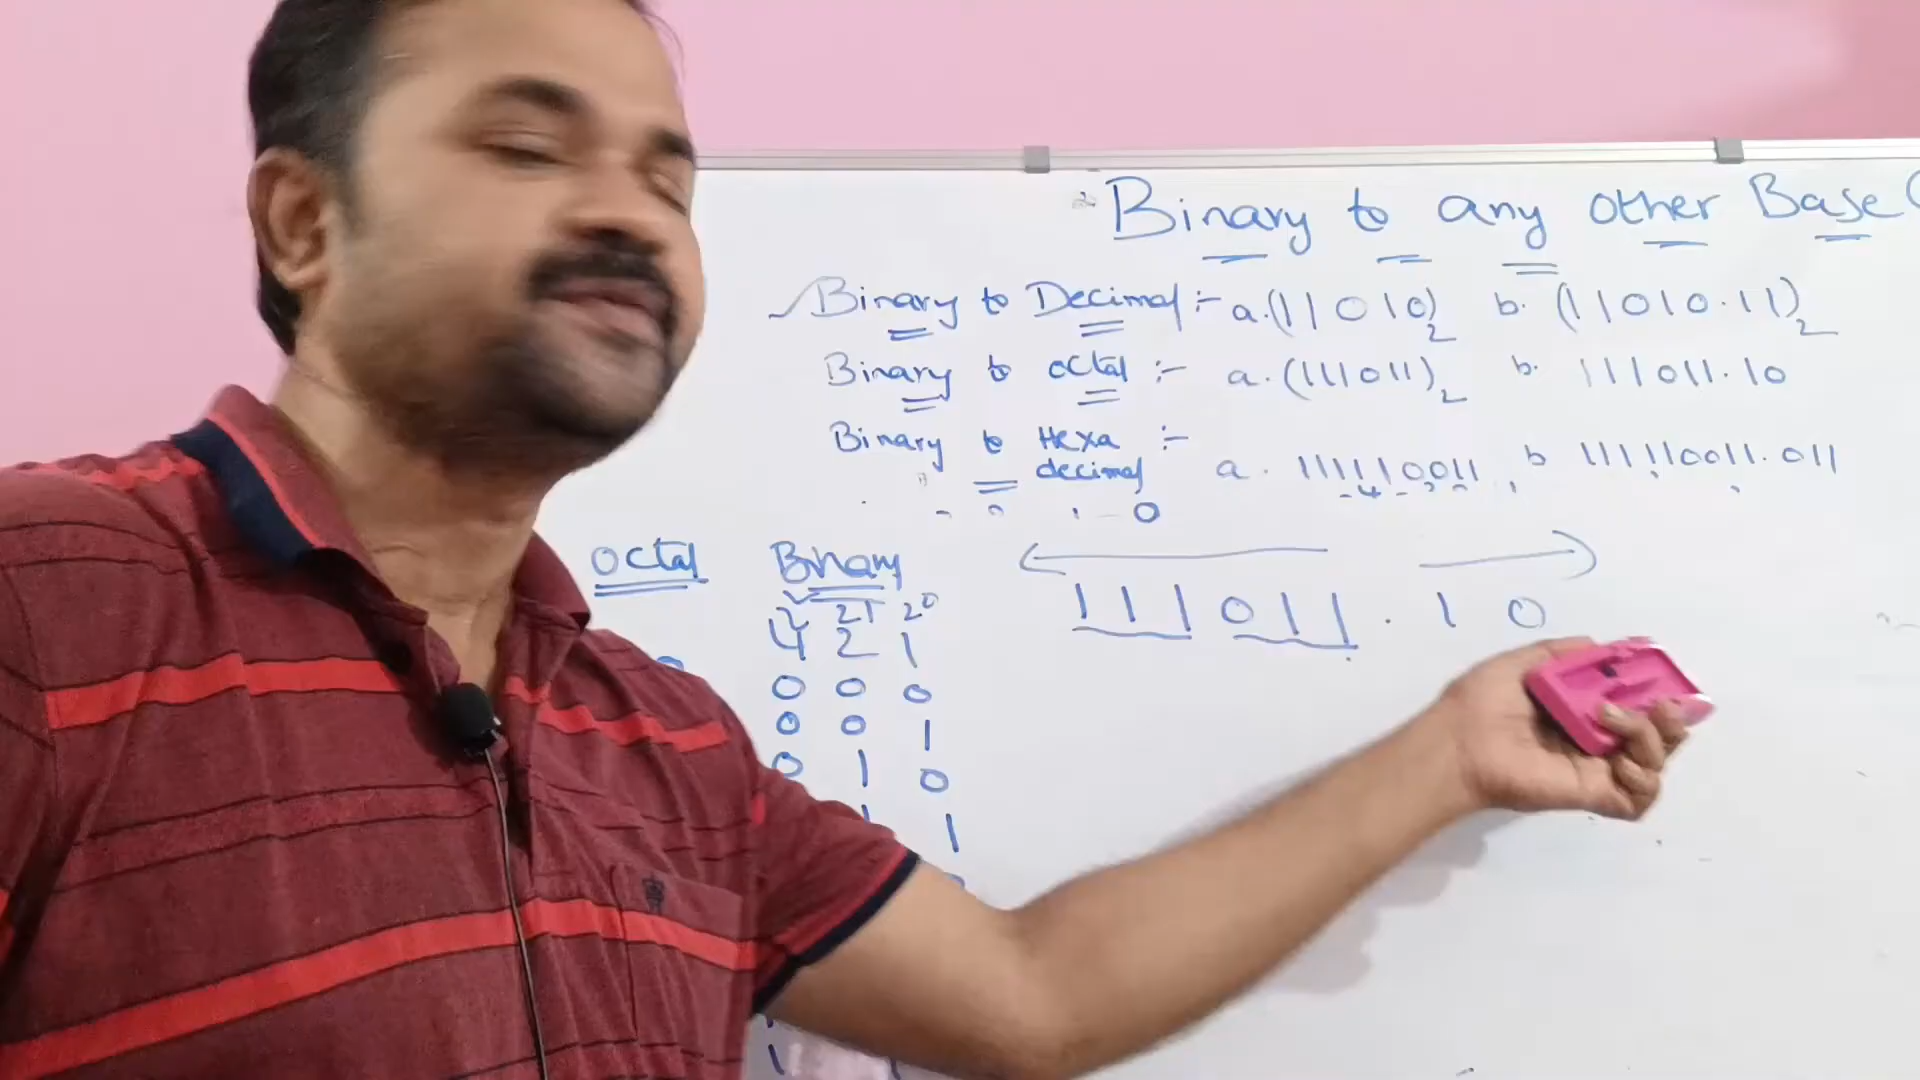 Binary to any other Base (
Binary to Decimal :- a. (11010)2 b. (11010.11)2
Binary to octal :- a. (111011)2 b. 111011.10
Binary to Hexa decimal :- a. 1111110011 b 1111110011.011
octal Binary
2² 21 2⁰
4 2 1
111011.10
0 0 0
0 0 1
0 1 0
1 1